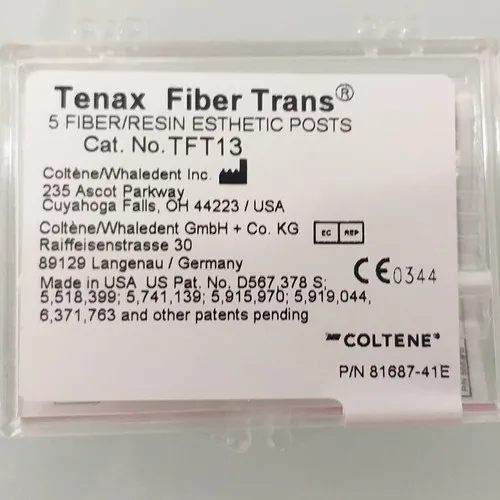 Tenax Fiber Trans®
5 FIBER/RESIN ESTHETIC POSTS
Cat. No. TFT13
Coltène/Whaledent Inc.
235 Ascot Parkway
Cuyahoga Falls, OH 44223 / USA
Coltène/Whaledent GmbH + Co. KG EC REP
Raiffeisenstrasse 30
89129 Langenau / Germany
CE 0344
Made in USA US Pat. No. D567,378 S;
5,518,399; 5,741,139; 5,915,970; 5,919,044,
6,371,763 and other patents pending
COLTENE®
P/N 81687-41E